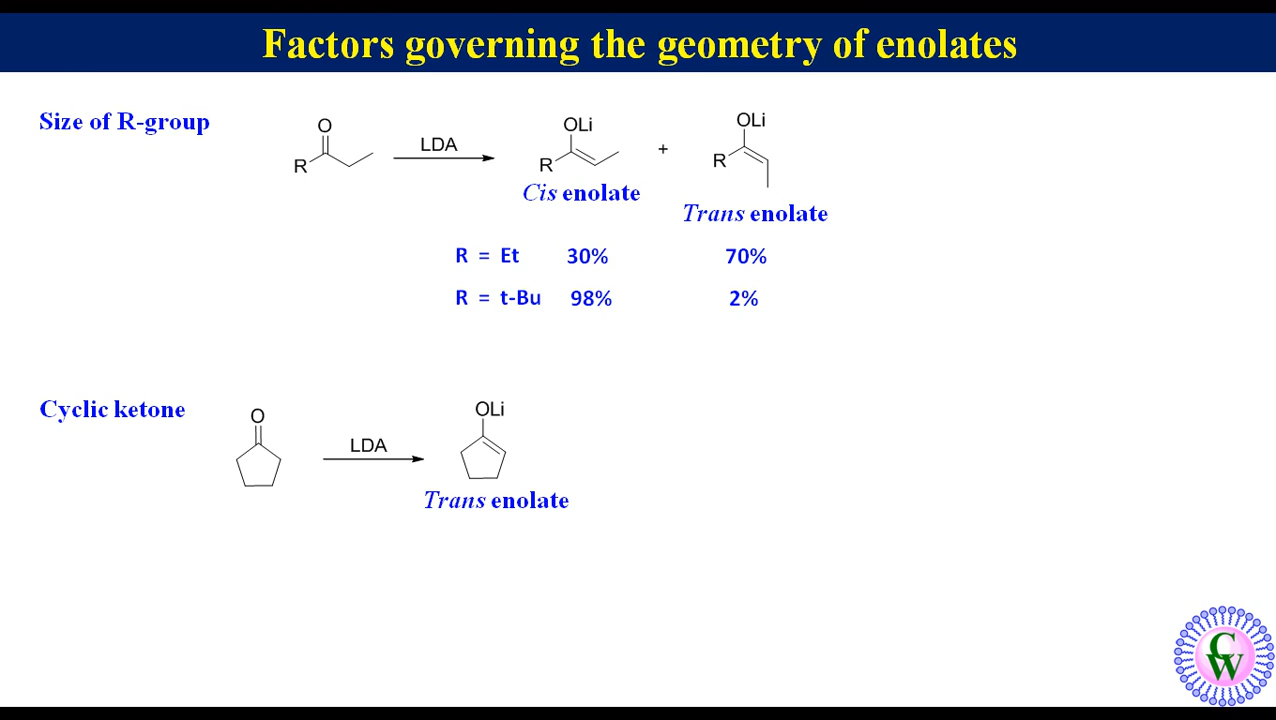 Factors governing the geometry of enolates
Size of R-group
O
R
LDA
OLi
R
Cis enolate
+
OLi
R
Trans enolate
R = Et 30% 70%
R = t-Bu 98% 2%
Cyclic ketone
O
LDA
OLi
Trans enolate
C
W